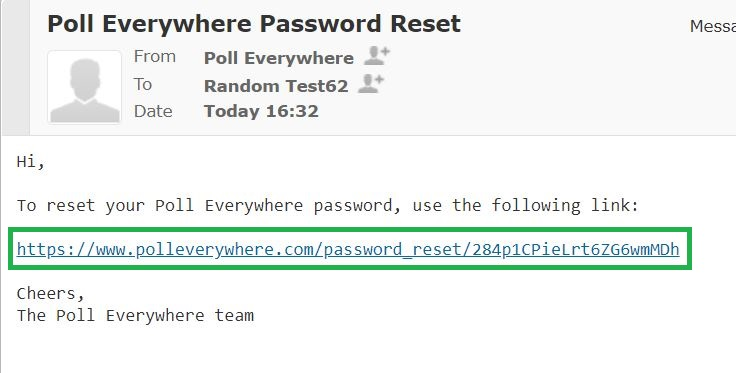 Poll Everywhere Password Reset
Messa
From Poll Everywhere
To Random Test62
Date Today 16:32
Hi,
To reset your Poll Everywhere password, use the following link:
https://www.polleverywhere.com/password_reset/284p1CPieLrt6ZG6wmMDh
Cheers,
The Poll Everywhere team